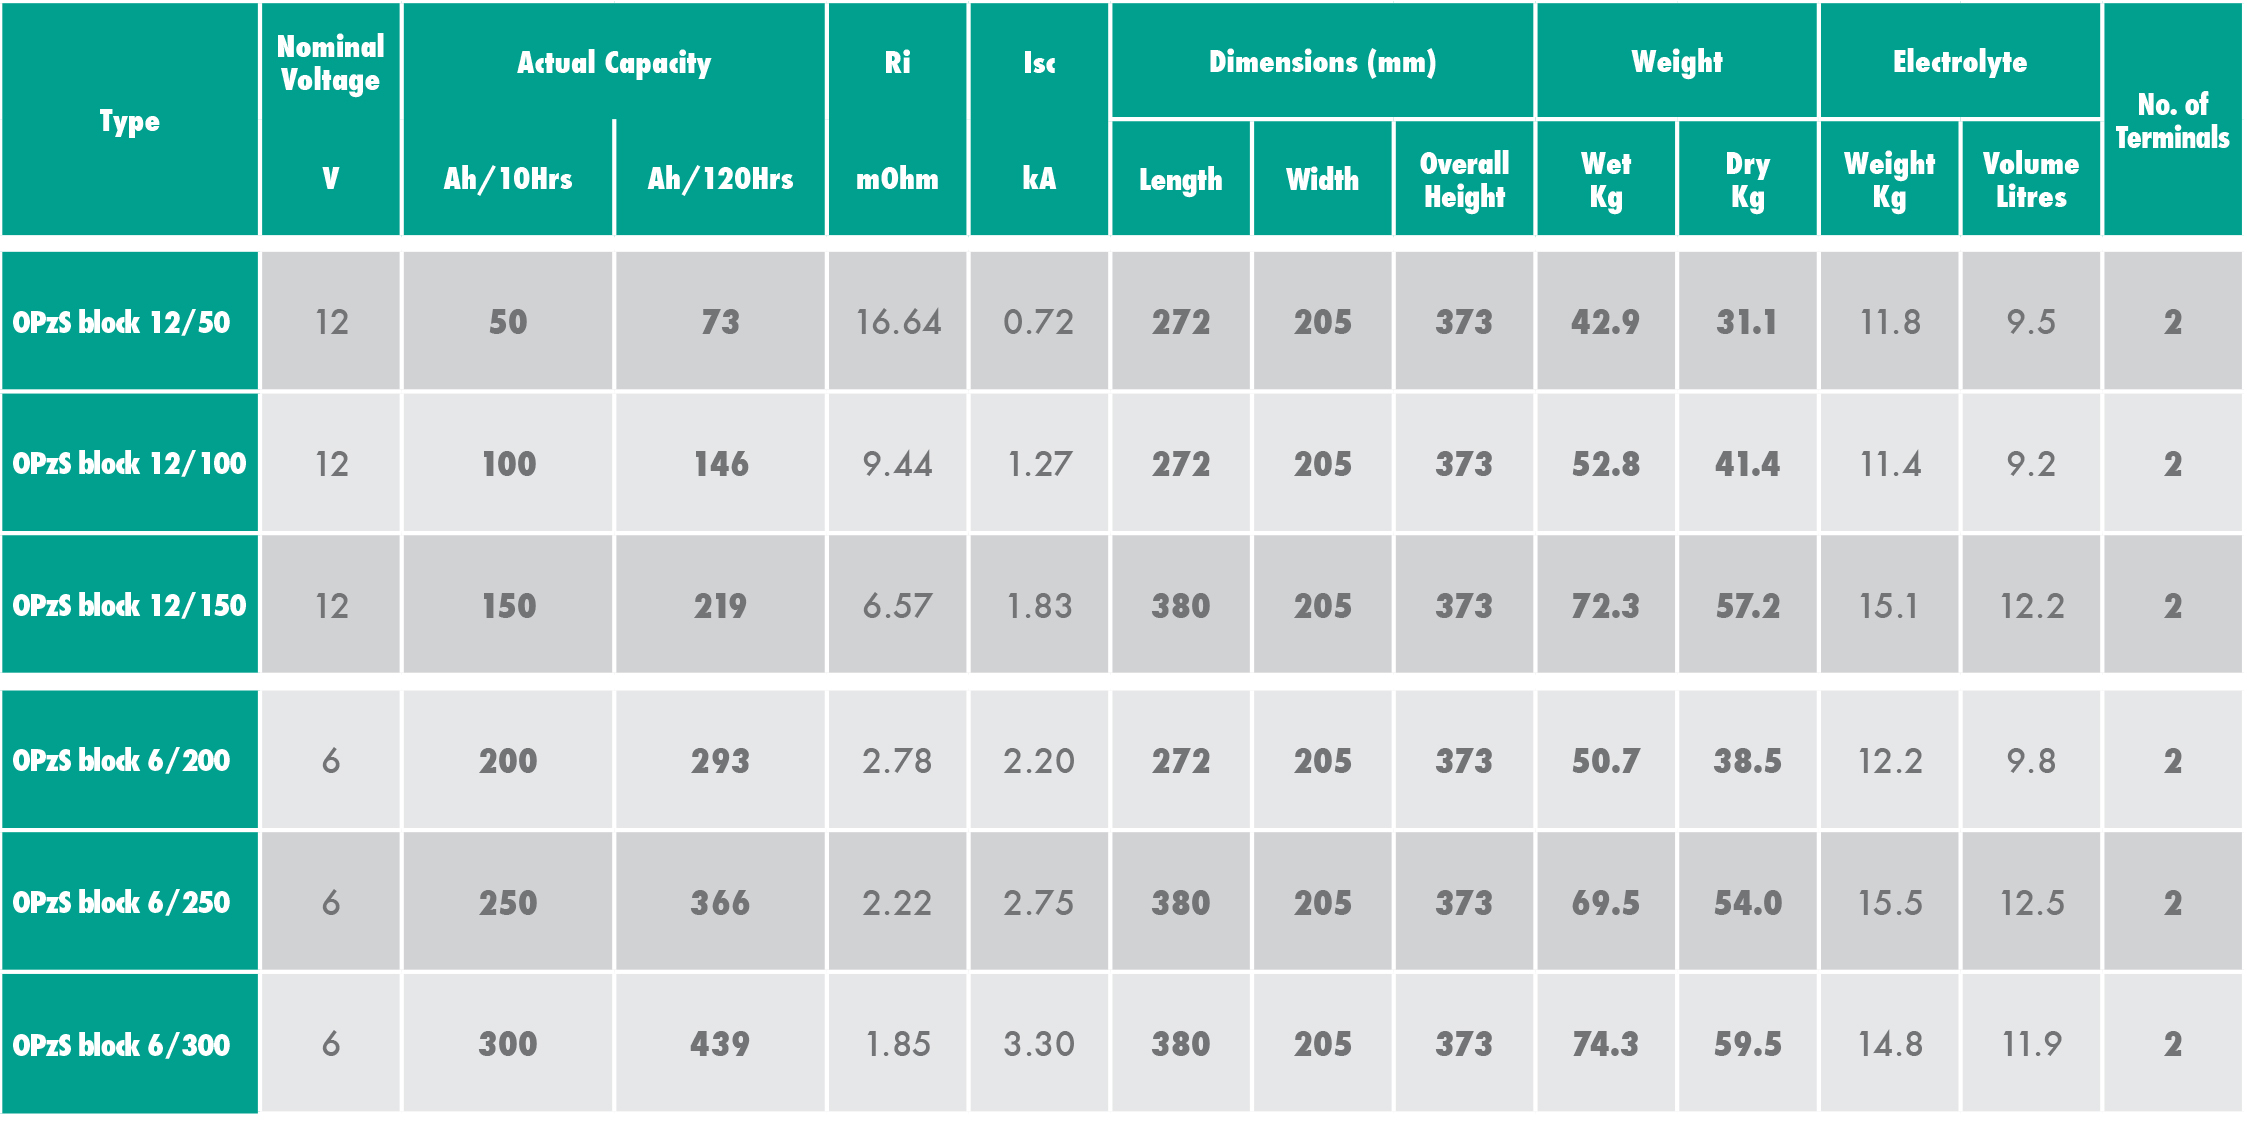 Type
Nominal
Voltage
V
Actual Capacity
Ah/10Hrs Ah/120Hrs
Ri
mOhm
Isc
kA
Dimensions (mm)
Length Width Overall
Height
Weight
Wet
Kg
Dry
Kg
Electrolyte
Weight
Kg
Volume
Litres
No. of
Terminals
OPzS block 12/50 12 50 73 16.64 0.72 272 205 373 42.9 31.1 11.8 9.5 2
OPzS block 12/100 12 100 146 9.44 1.27 272 205 373 52.8 41.4 11.4 9.2 2
OPzS block 12/150 12 150 219 6.57 1.83 380 205 373 72.3 57.2 15.1 12.2 2
OPzS block 6/200 6 200 293 2.78 2.20 272 205 373 50.7 38.5 12.2 9.8 2
OPzS block 6/250 6 250 366 2.22 2.75 380 205 373 69.5 54.0 15.5 12.5 2
OPzS block 6/300 6 300 439 1.85 3.30 380 205 373 74.3 59.5 14.8 11.9 2